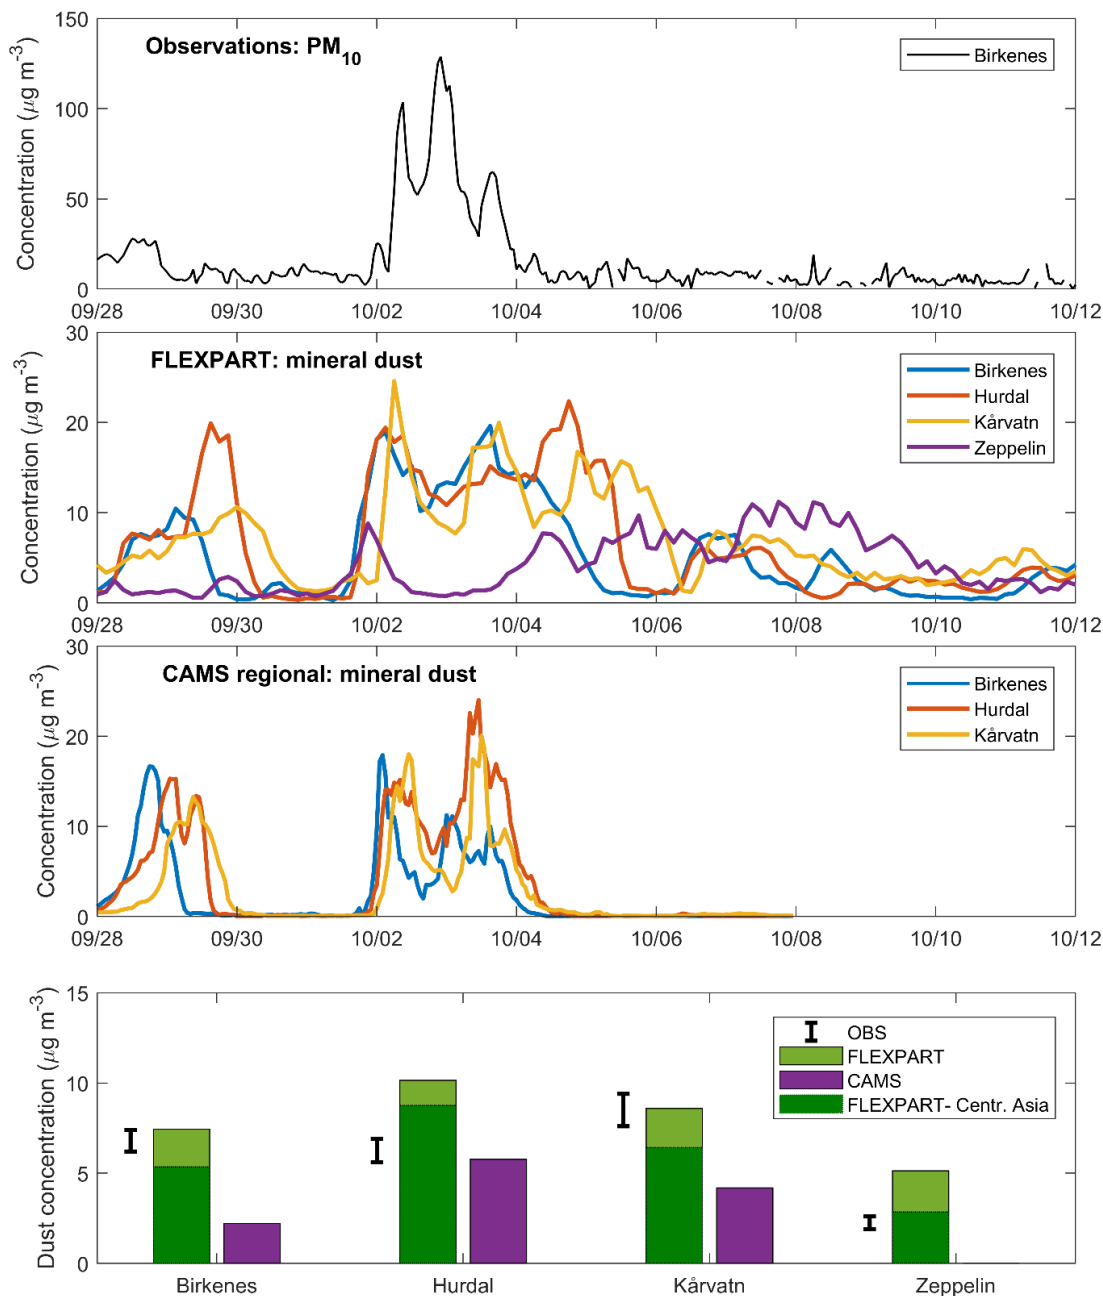 Observations: PM10
Birkenes
Concentration (μg m-3)
150
100
50
0
09/28 09/30 10/02 10/04 10/06 10/08 10/10 10/12
FLEXPART: mineral dust
Birkenes
Hurdal
Kårvatn
Zeppelin
Concentration (μg m-3)
30
20
10
0
09/28 09/30 10/02 10/04 10/06 10/08 10/10 10/12
CAMS regional: mineral dust
Birkenes
Hurdal
Kårvatn
Concentration (μg m-3)
30
20
10
0
09/28 09/30 10/02 10/04 10/06 10/08 10/10 10/12
Dust concentration (μg m-3)
15
10
5
0
OBS
FLEXPART
CAMS
FLEXPART- Centr. Asia
Birkenes Hurdal Kårvatn Zeppelin